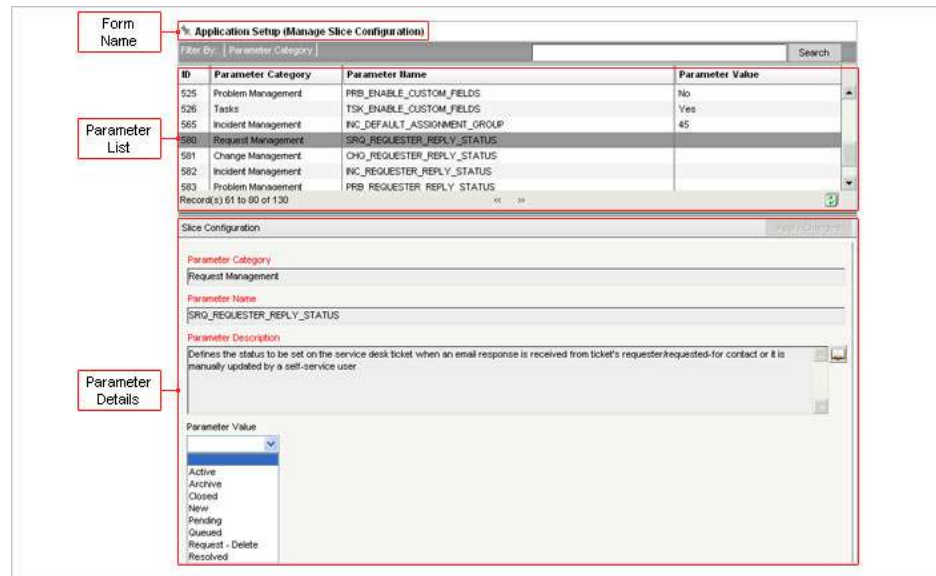 Form
Name
Application Setup (Manage Slice Configuration)
Filter By: Parameter Category Search
ID Parameter Category Parameter Name Parameter Value
525 Problem Management PRB_ENABLE_CUSTOM_FIELDS No
526 Tasks TSK_ENABLE_CUSTOM_FIELDS Yes
565 Incident Management INC_DEFAULT_ASSIGNMENT_GROUP 45
580 Request Management SRQ_REQUESTER_REPLY_STATUS
581 Change Management CHG_REQUESTER_REPLY_STATUS
582 Incident Management INC_REQUESTER_REPLY_STATUS
583 Problem Management PRB_REQUESTER_REPLY_STATUS
Record(s) 61 to 80 of 130 << >>
Parameter
List
Slice Configuration Apply Changes
Parameter Category
Request Management
Parameter Name
SRQ_REQUESTER_REPLY_STATUS
Parameter Description
Defines the status to be set on the service desk ticket when an email response is received from ticket's requester/requested-for contact or it is
manually updated by a self-service user
Parameter
Details
Parameter Value
Active
Archive
Closed
New
Pending
Queued
Request - Delete
Resolved